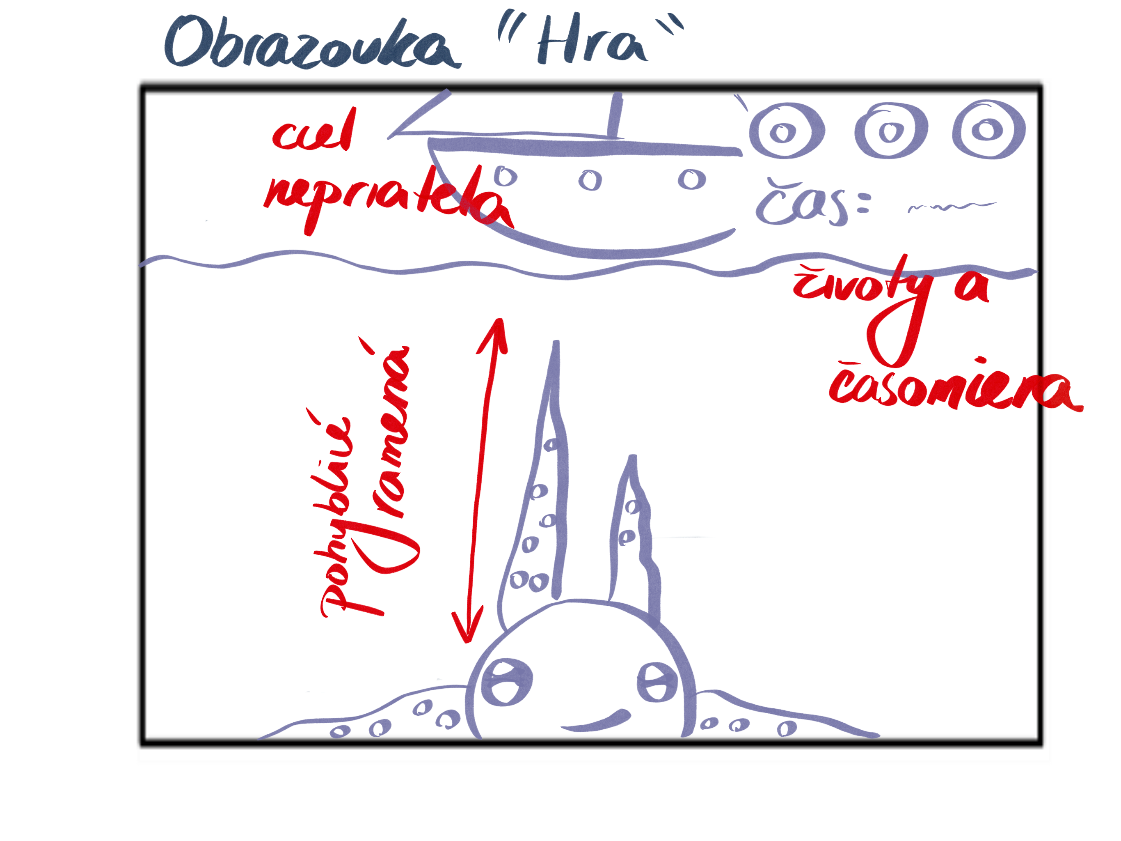 Obrazovka "Hra"
cieľ
nepriateľa
čas:
životy a
časomiera
pohyblivé
ramená